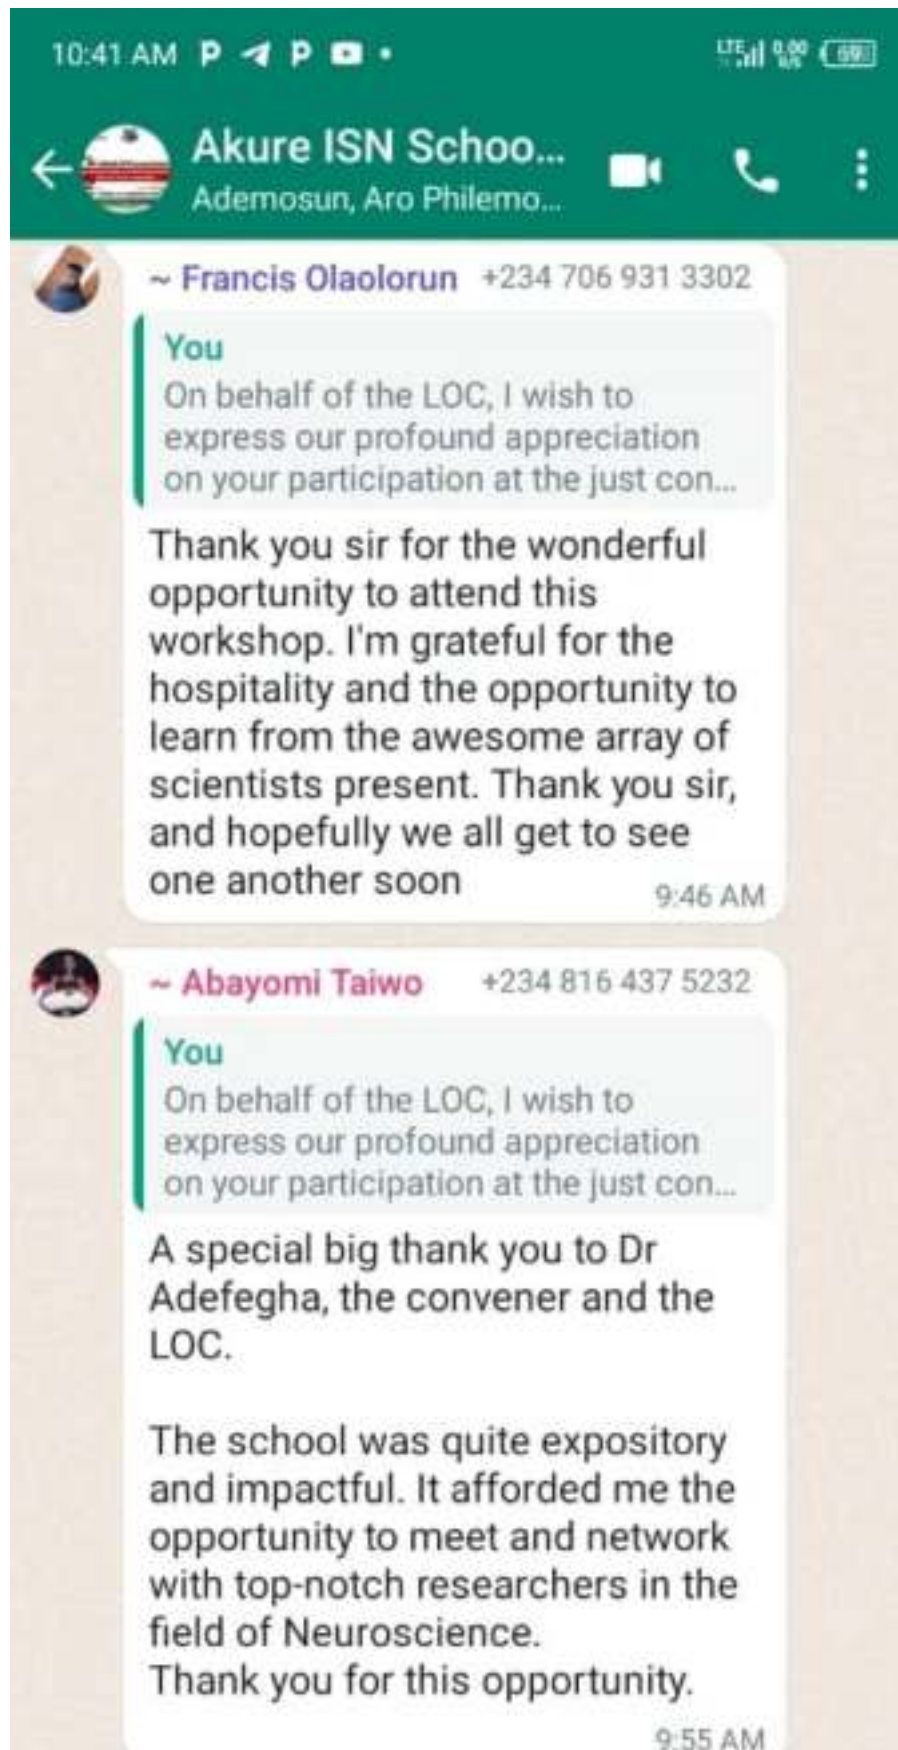 10:41 AM
LTE 0.00 69
Akure ISN Schoo...
Ademosun, Aro Philemo...
~ Francis Olaolorun +234 706 931 3302
You
On behalf of the LOC, I wish to
express our profound appreciation
on your participation at the just con...
Thank you sir for the wonderful
opportunity to attend this
workshop. I'm grateful for the
hospitality and the opportunity to
learn from the awesome array of
scientists present. Thank you sir,
and hopefully we all get to see
one another soon
9:46 AM
~ Abayomi Taiwo +234 816 437 5232
You
On behalf of the LOC, I wish to
express our profound appreciation
on your participation at the just con...
A special big thank you to Dr
Adefegha, the convener and the
LOC.
The school was quite expository
and impactful. It afforded me the
opportunity to meet and network
with top-notch researchers in the
field of Neuroscience.
Thank you for this opportunity.
9:55 AM